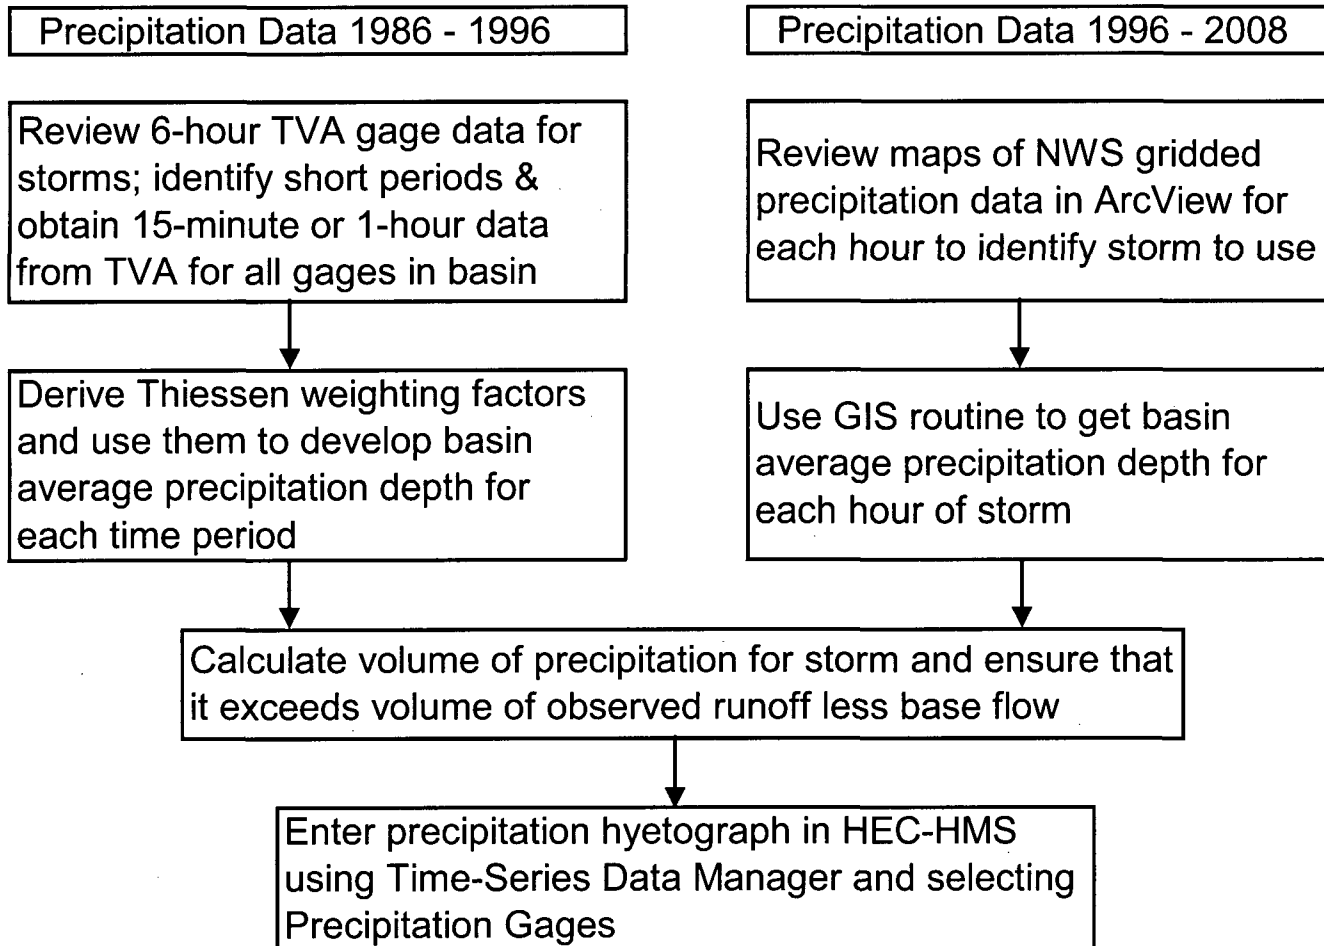 Precipitation Data 1986 - 1996
Precipitation Data 1996 - 2008
Review 6-hour TVA gage data for
storms; identify short periods &
obtain 15-minute or 1-hour data
from TVA for all gages in basin
Review maps of NWS gridded
precipitation data in ArcView for
each hour to identify storm to use
Derive Thiessen weighting factors
and use them to develop basin
average precipitation depth for
each time period
Use GIS routine to get basin
average precipitation depth for
each hour of storm
Calculate volume of precipitation for storm and ensure that
it exceeds volume of observed runoff less base flow
Enter precipitation hyetograph in HEC-HMS
using Time-Series Data Manager and selecting
Precipitation Gages